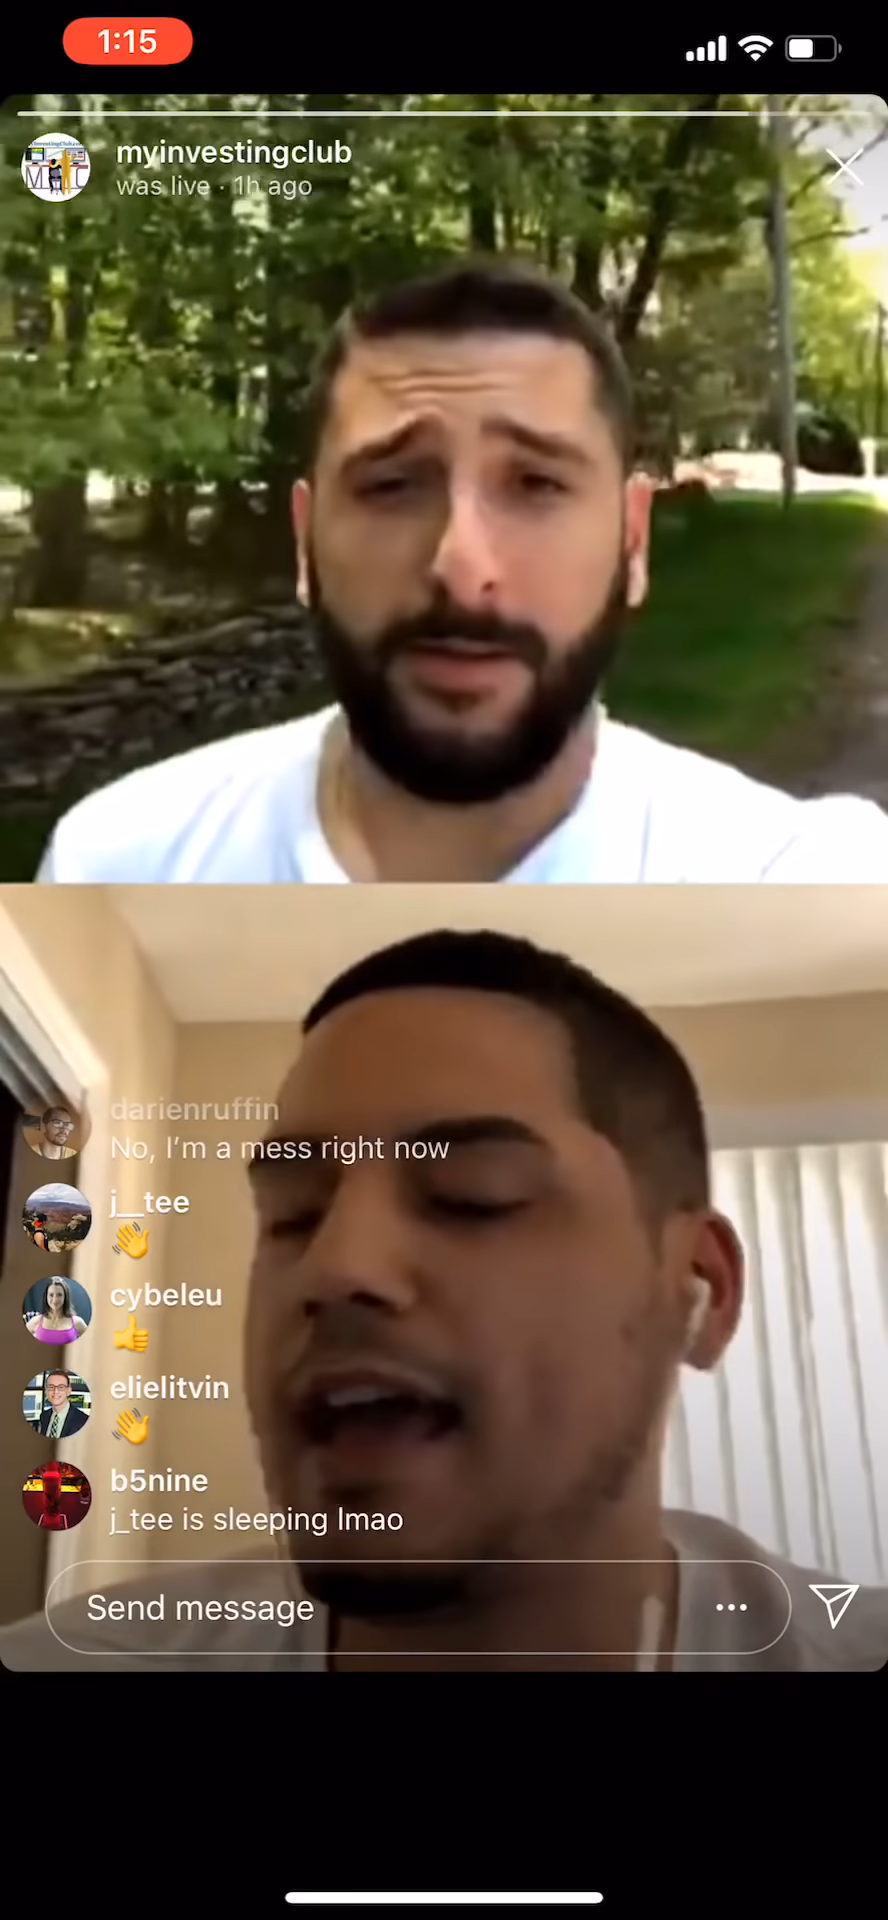 1:15
myinvestingclub
was live · 1h ago
darienruffin
No, I'm a mess right now
j__tee
👋
cybeleu
👍
elielitvin
👋
b5nine
j_tee is sleeping lmao
Send message